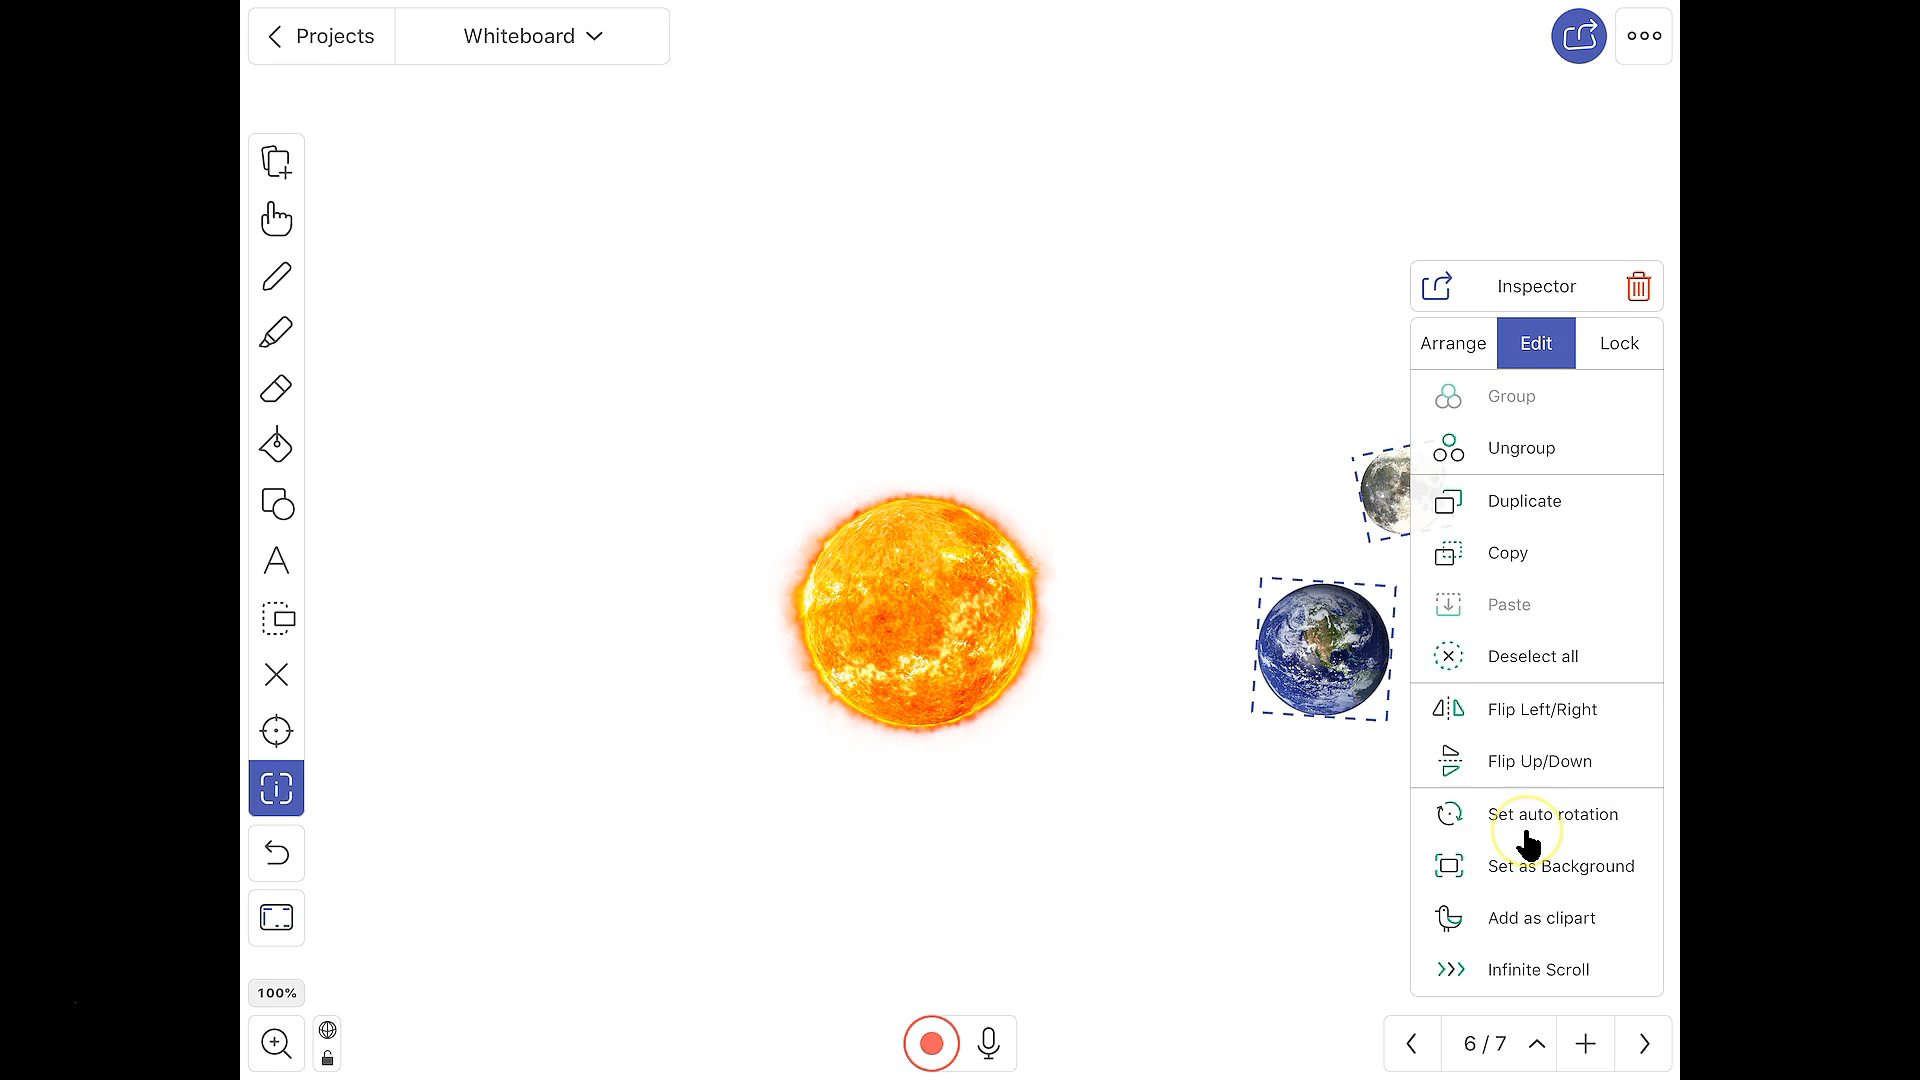 Projects
Whiteboard
Inspector
Arrange
Edit
Lock
Group
Ungroup
Duplicate
Copy
Paste
Deselect all
Flip Left/Right
Flip Up/Down
Set auto rotation
Set as Background
Add as clipart
Infinite Scroll
100%
6 / 7